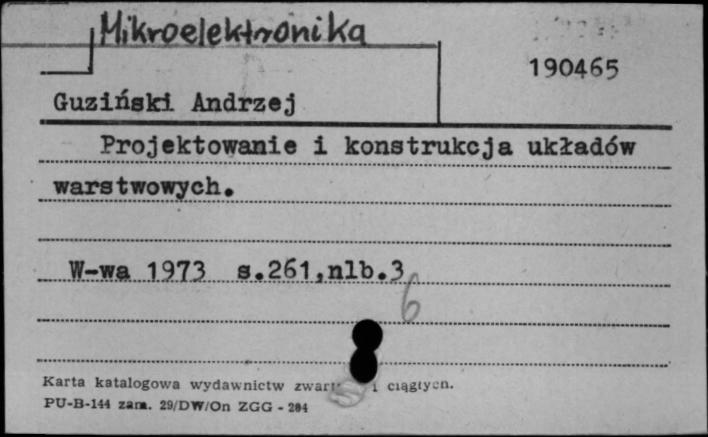 Mikroelektronika
190465
Guziński Andrzej
Projektowanie i konstrukcja układów
warstwowych.
W-wa 1973 s.261,nlb.3
6
Karta katalogowa wydawnictw i ciągłych.
PU-B-144 zam. 29/DW/On ZGG - 284